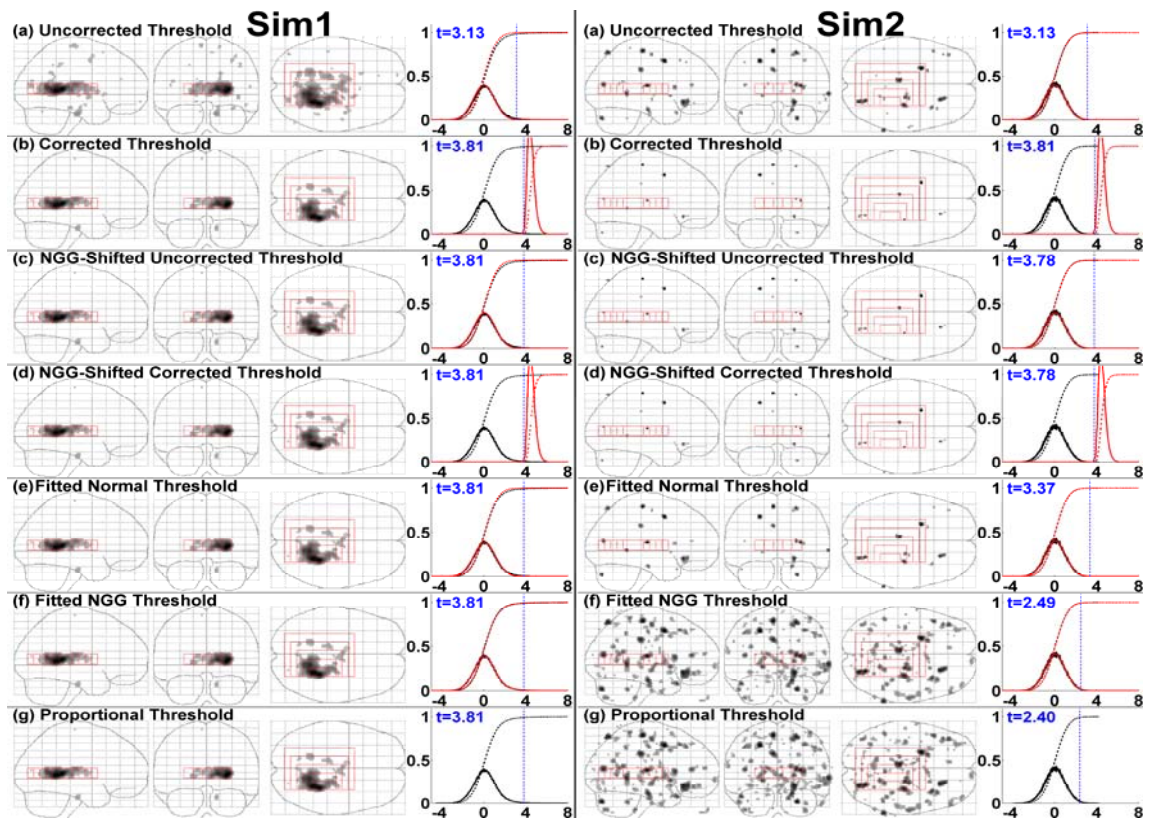 Sim1
(a) Uncorrected Threshold
t=3.13
1
0.5
0
-4 0 4 8
(b) Corrected Threshold
t=3.81
1
0.5
0
-4 0 4 8
(c) NGG-Shifted Uncorrected Threshold
t=3.81
1
0.5
0
-4 0 4 8
(d) NGG-Shifted Corrected Threshold
t=3.81
1
0.5
0
-4 0 4 8
(e)Fitted Normal Threshold
t=3.81
1
0.5
0
-4 0 4 8
(f) Fitted NGG Threshold
t=3.81
1
0.5
0
-4 0 4 8
(g) Proportional Threshold
t=3.81
1
0.5
0
-4 0 4 8
Sim2
(a) Uncorrected Threshold
t=3.13
1
0.5
0
-4 0 4 8
(b) Corrected Threshold
t=3.81
1
0.5
0
-4 0 4 8
(c) NGG-Shifted Uncorrected Threshold
t=3.78
1
0.5
0
-4 0 4 8
(d) NGG-Shifted Corrected Threshold
t=3.78
1
0.5
0
-4 0 4 8
(e)Fitted Normal Threshold
t=3.37
1
0.5
0
-4 0 4 8
(f) Fitted NGG Threshold
t=2.49
1
0.5
0
-4 0 4 8
(g) Proportional Threshold
t=2.40
1
0.5
0
-4 0 4 8